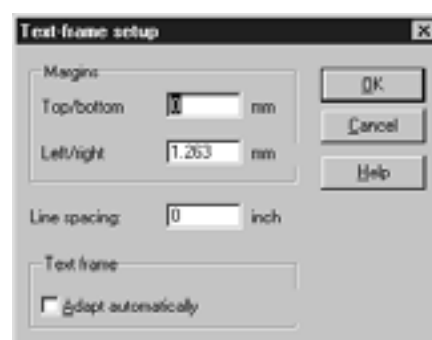 Text-frame setup
Margins
Top/bottom 0 mm
Left/right 1.263 mm
Line spacing: 0 inch
Text frame
Adapt automatically
OK
Cancel
Help